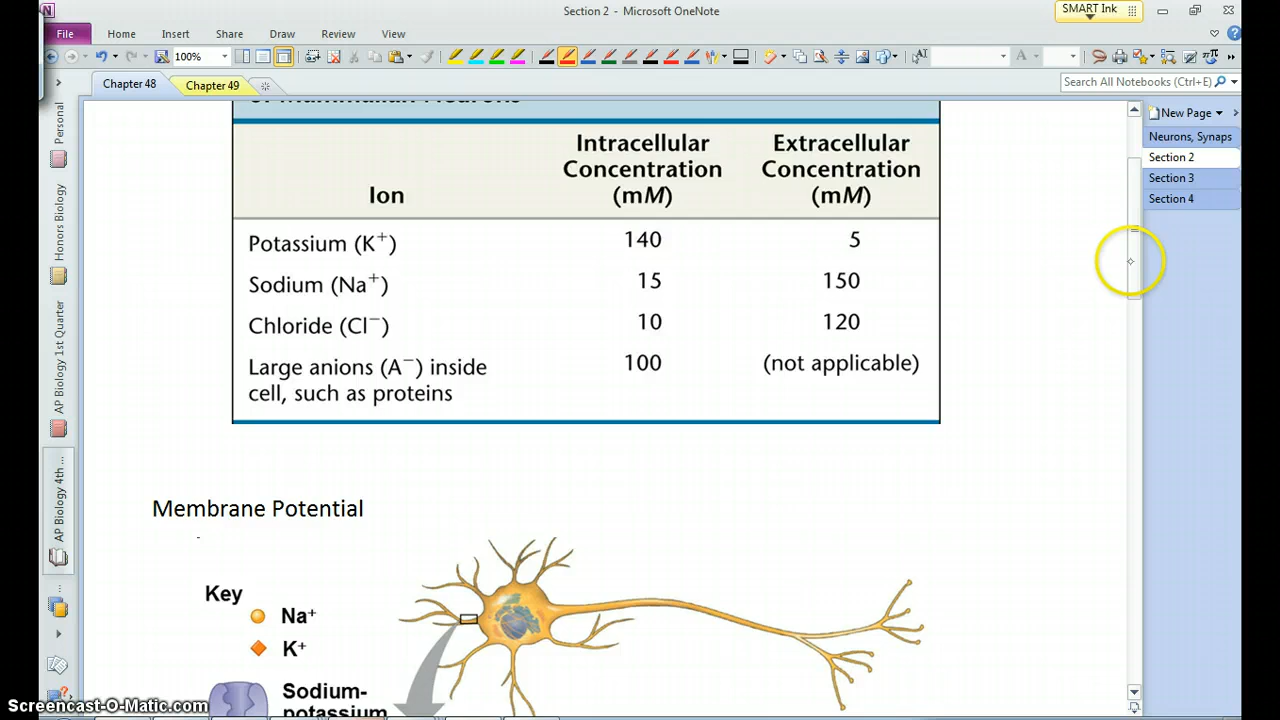 Section 2 - Microsoft OneNote
SMART Ink
File Home Insert Share Draw Review View
100%
Chapter 48 Chapter 49
Search All Notebooks (Ctrl+E)
New Page
Neurons, Synaps
Section 2
Section 3
Section 4
Personal
Honors Biology
AP Biology 1st Quarter
AP Biology 4th ...
of Mammalian Neurons
Ion
Intracellular Concentration (mM)
Extracellular Concentration (mM)
Potassium (K+) 140 5
Sodium (Na+) 15 150
Chloride (Cl−) 10 120
Large anions (A−) inside 100 (not applicable)
cell, such as proteins
Membrane Potential
Key
Na+
K+
Sodium-
potassium
Screencast-O-Matic.com